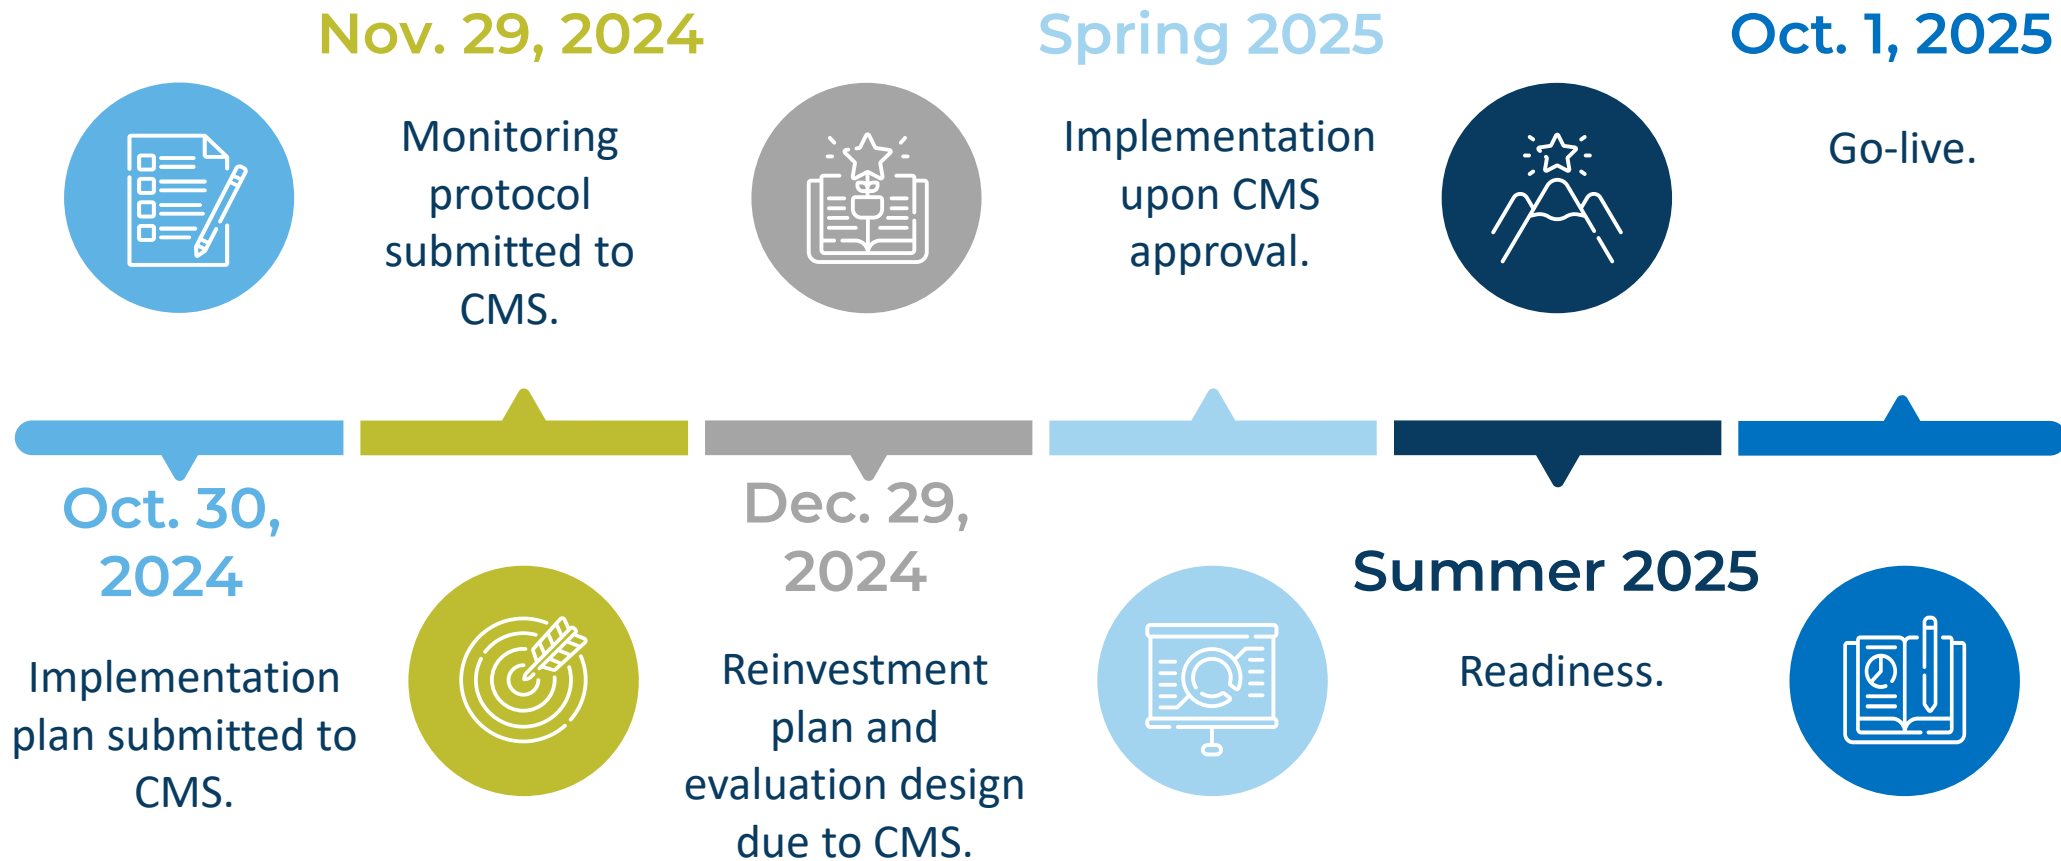 Oct. 30,
2024
Implementation
plan submitted to
CMS.
Nov. 29, 2024
Monitoring
protocol
submitted to
CMS.
Dec. 29,
2024
Reinvestment
plan and
evaluation design
due to CMS.
Spring 2025
Implementation
upon CMS
approval.
Summer 2025
Readiness.
Oct. 1, 2025
Go-live.